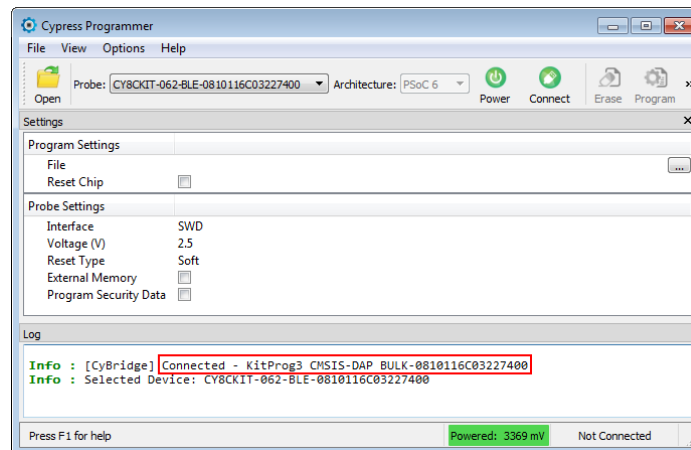 Cypress Programmer
File View Options Help
Open Probe: CY8CKIT-062-BLE-0810116C03227400 Architecture: PSoC 6 Power Connect Erase Program »
Settings
Program Settings
File ...
Reset Chip
Probe Settings
Interface SWD
Voltage (V) 2.5
Reset Type Soft
External Memory
Program Security Data
Log
Info : [CyBridge] Connected - KitProg3 CMSIS-DAP BULK-0810116C03227400
Info : Selected Device: CY8CKIT-062-BLE-0810116C03227400
Press F1 for help Powered: 3369 mV Not Connected